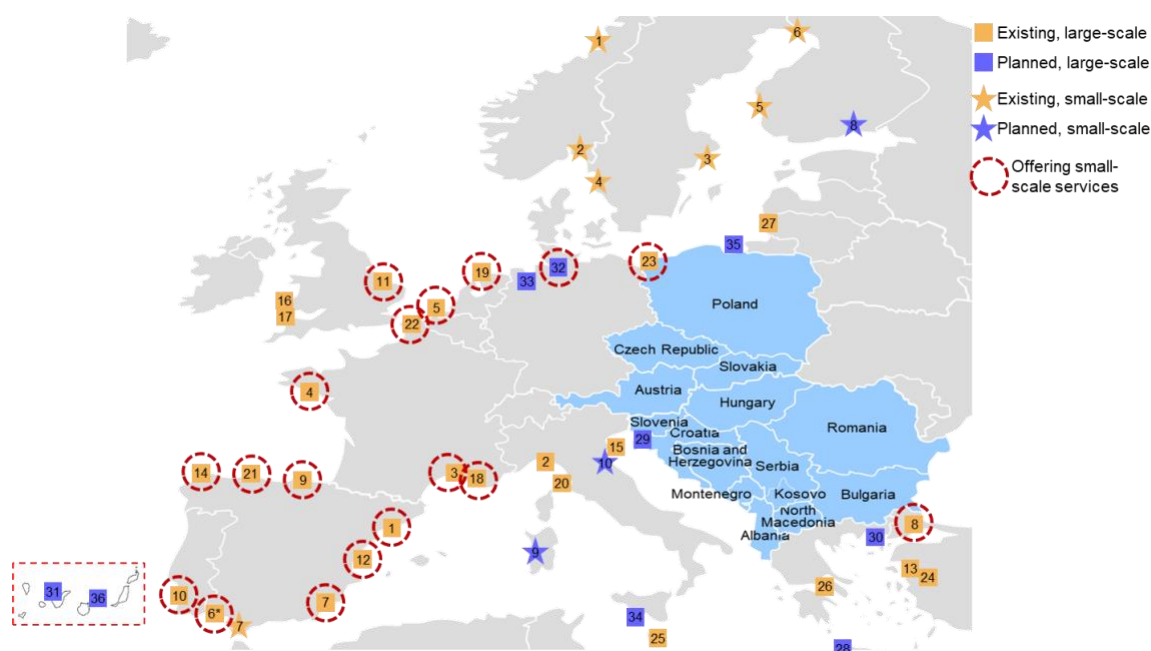 Existing, large-scale
Planned, large-scale
Existing, small-scale
Planned, small-scale
Offering small-
scale services
1
6
5
8
2
3
4
27
35
23
19
32
33
11
5
22
16
17
Poland
Czech Republic
Slovakia
4
Austria
Hungary
Slovenia
Romania
Croatia
29
15
Bosnia and
Herzegovina
2
10
Serbia
14
21
9
3
18
20
Montenegro
Kosovo
Bulgaria
North
Macedonia
Albania
1
8
30
12
9
13
24
26
31
36
10
7
6*
7
34
25
28